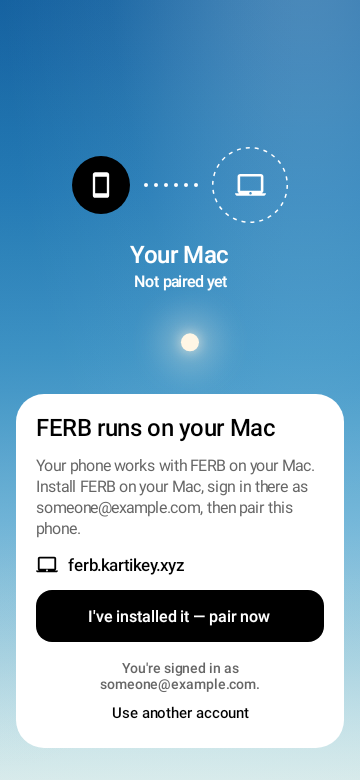 Your Mac
Not paired yet
FERB runs on your Mac
Your phone works with FERB on your Mac.
Install FERB on your Mac, sign in there as
someone@example.com, then pair this
phone.
ferb.kartikey.xyz
I've installed it — pair now
You're signed in as
someone@example.com.
Use another account